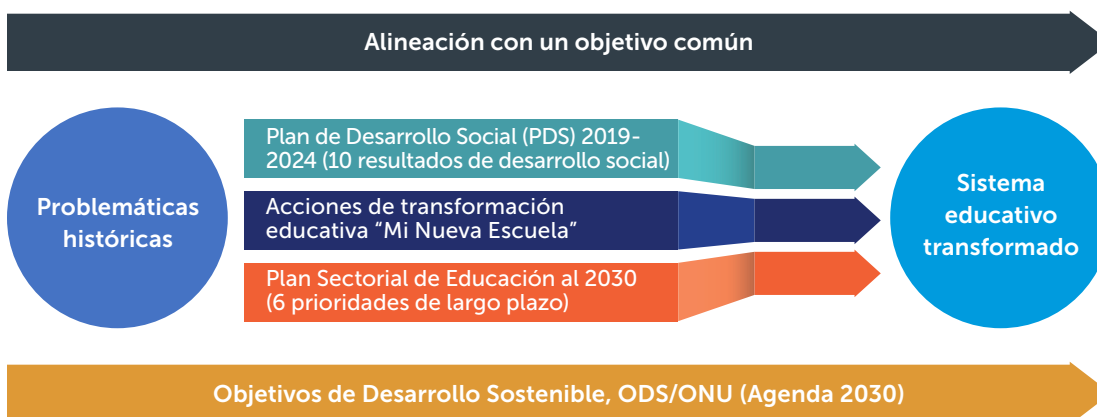 Alineación con un objetivo común
Problemáticas
históricas
Plan de Desarrollo Social (PDS) 2019-
2024 (10 resultados de desarrollo social)
Acciones de transformación
educativa “Mi Nueva Escuela”
Plan Sectorial de Educación al 2030
(6 prioridades de largo plazo)
Sistema
educativo
transformado
Objetivos de Desarrollo Sostenible, ODS/ONU (Agenda 2030)